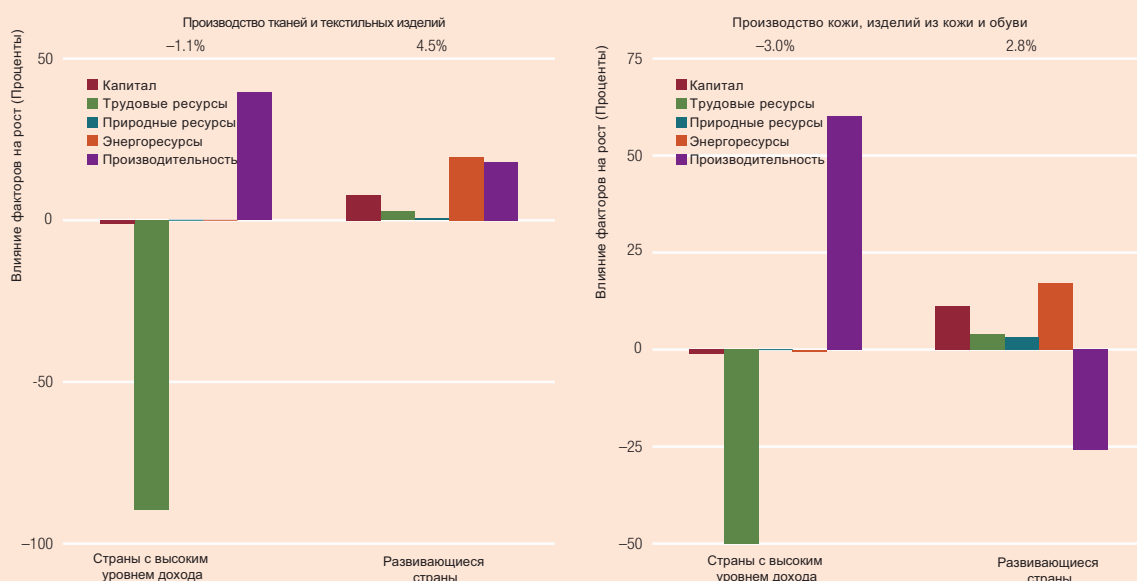 Производство тканей и текстильных изделий
–1.1% 4.5%
Влияние факторов на рост (Проценты)
50
0
-50
–100
Капитал
Трудовые ресурсы
Природные ресурсы
Энергоресурсы
Производительность
Страны с высоким
уровнем дохода
Развивающиеся
страны
Производство кожи, изделий из кожи и обуви
–3.0% 2.8%
Влияние факторов на рост (Проценты)
75
50
25
0
–25
–50
Капитал
Трудовые ресурсы
Природные ресурсы
Энергоресурсы
Производительность
Страны с высоким
уровнем дохода
Развивающиеся
страны